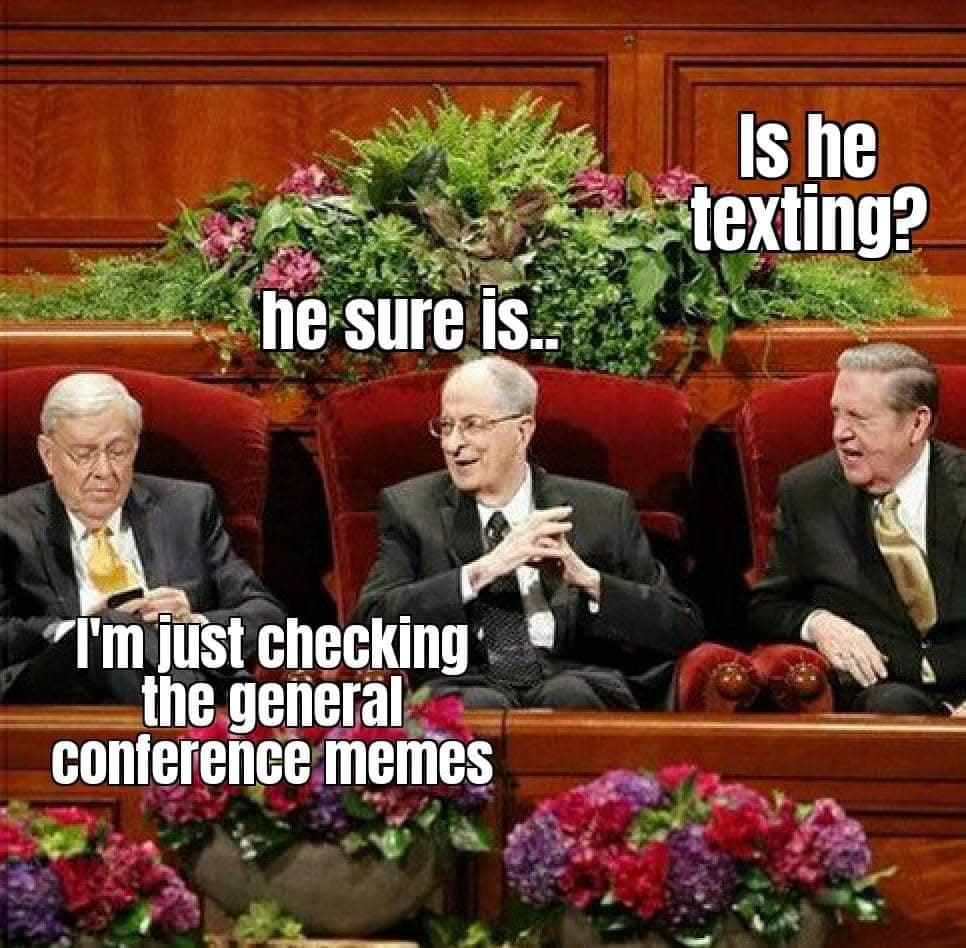 Is he
texting?
he sure is..
I'm just checking
the general
conference memes